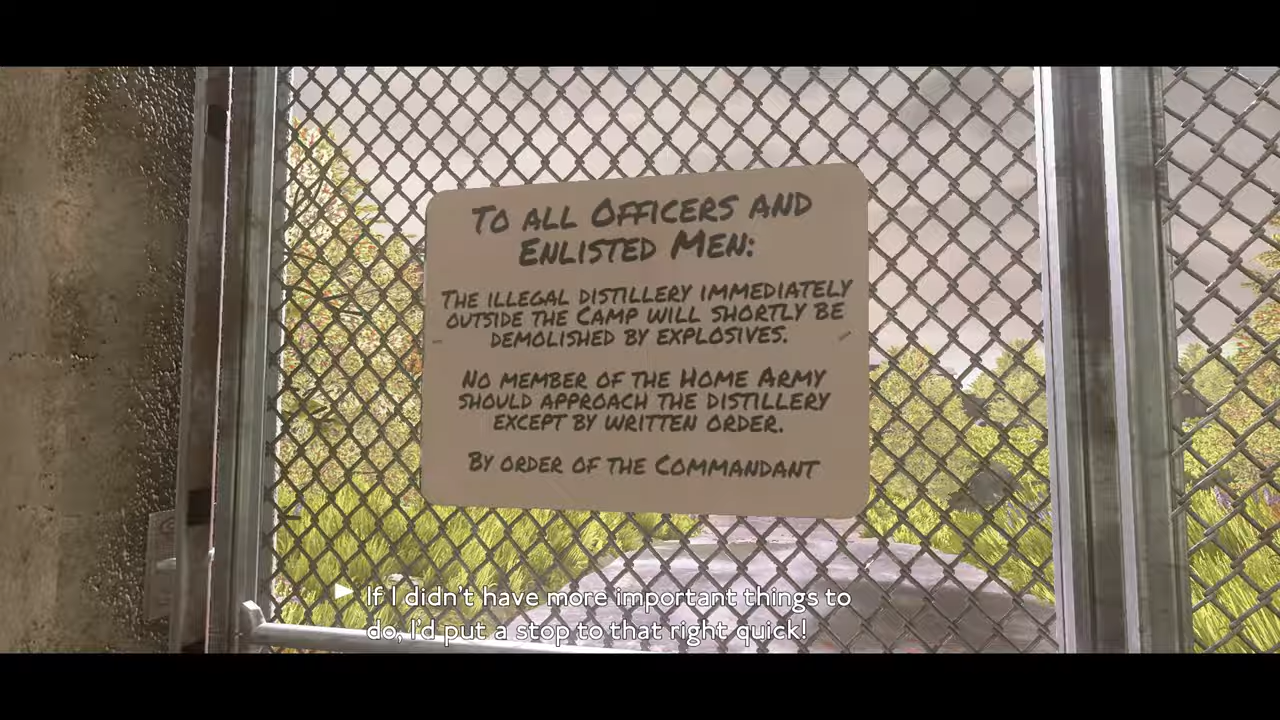 To all Officers and
Enlisted Men:
The illegal distillery immediately
outside the Camp will shortly be
demolished by explosives.
No member of the Home Army
should approach the distillery
except by written order.
By order of the Commandant
If I didn't have more important things to
do, I'd put a stop to that right quick!